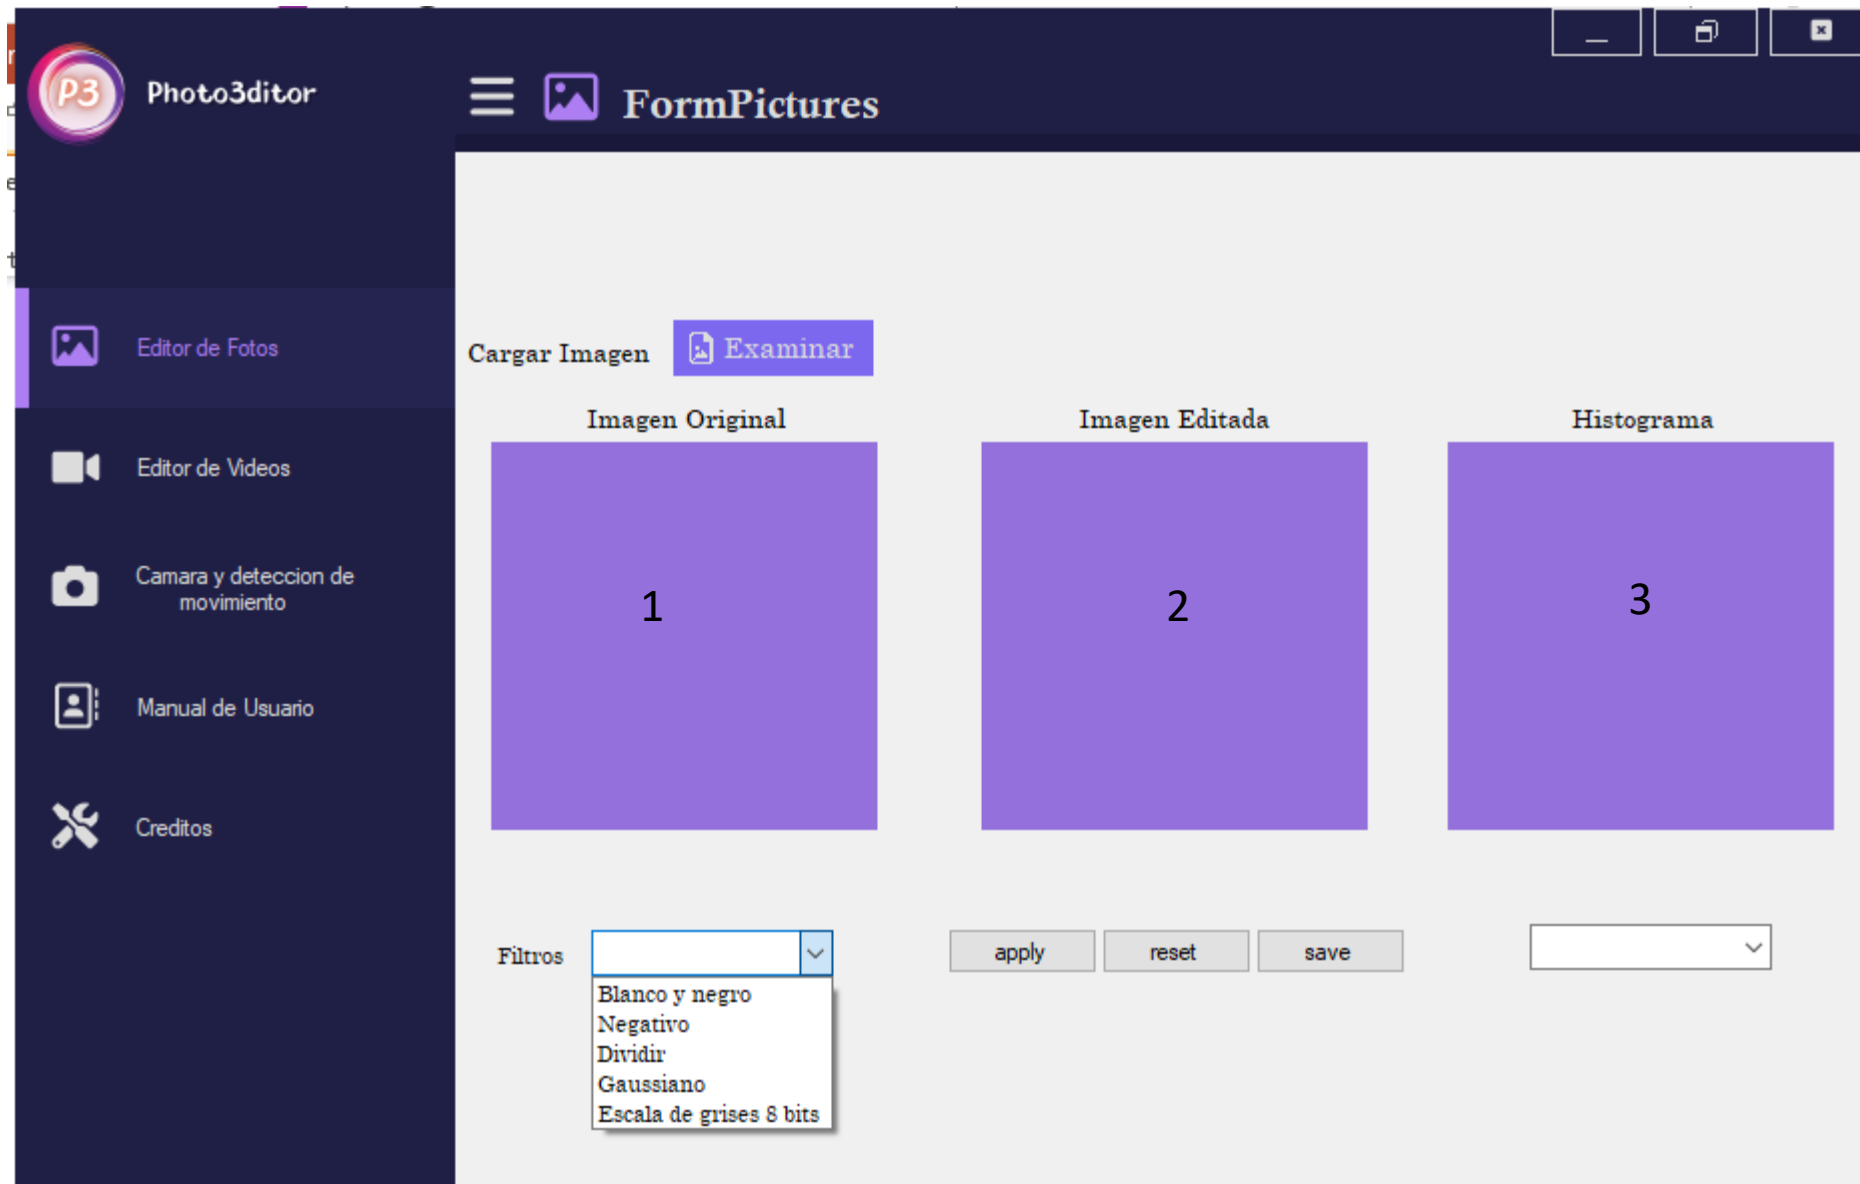 P3
Photo3ditor
FormPictures
Editor de Fotos
Editor de Videos
Camara y deteccion de
movimiento
Manual de Usuario
Creditos
Cargar Imagen
Examinar
Imagen Original
Imagen Editada
Histograma
1
2
3
Filtros
apply
reset
save
Blanco y negro
Negativo
Dividir
Gaussiano
Escala de grises 8 bits